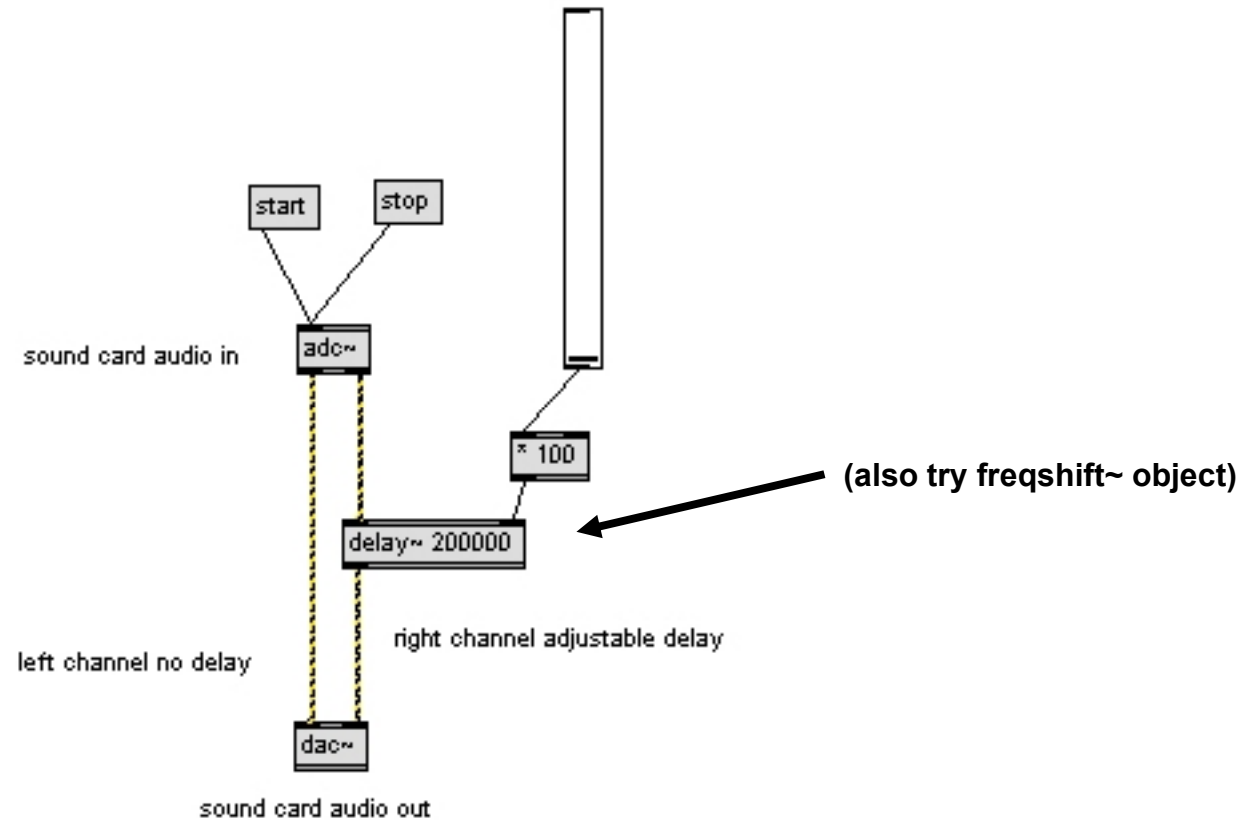 start
stop
sound card audio in
adc~
* 100
(also try freqshift~ object)
delay~ 200000
right channel adjustable delay
left channel no delay
dac~
sound card audio out